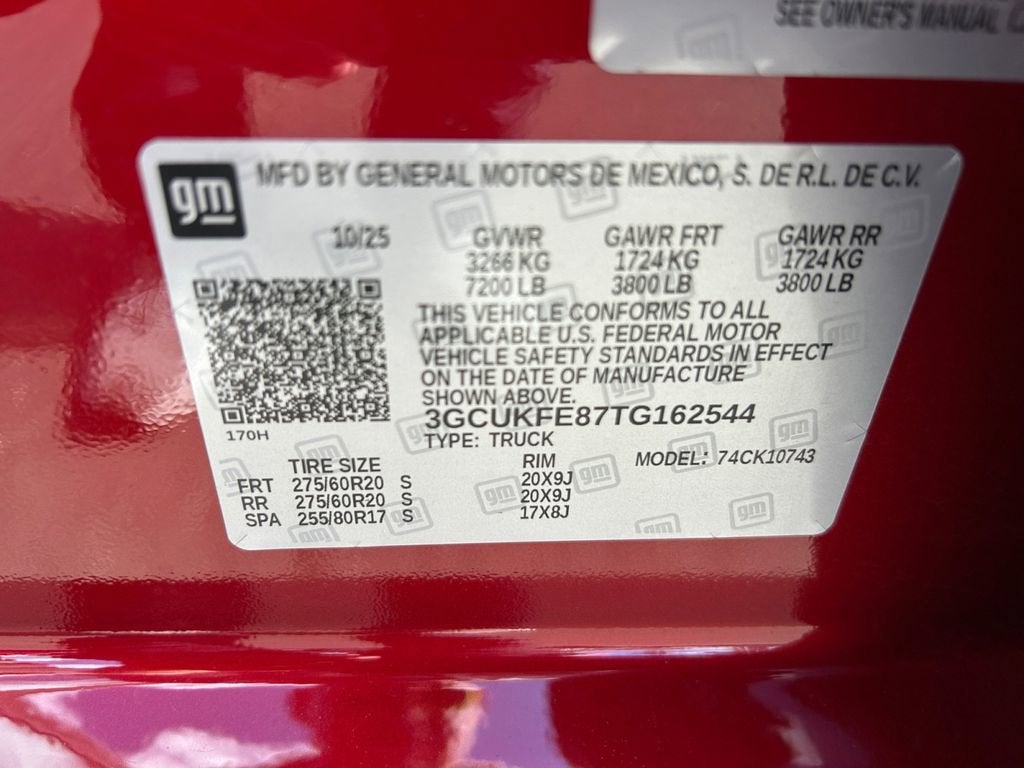 SEE OWNER'S MANUAL
gm
MFD BY GENERAL MOTORS DE MEXICO, S. DE R.L. DE C.V.
10/25 GVWR GAWR FRT GAWR RR
3266 KG 1724 KG 1724 KG
7200 LB 3800 LB 3800 LB
THIS VEHICLE CONFORMS TO ALL
APPLICABLE U.S. FEDERAL MOTOR
VEHICLE SAFETY STANDARDS IN EFFECT
ON THE DATE OF MANUFACTURE
SHOWN ABOVE.
3GCUKFE87TG162544
170H
TYPE: TRUCK
TIRE SIZE RIM MODEL: 74CK10743
FRT 275/60R20 S 20X9J
RR 275/60R20 S 20X9J
SPA 255/80R17 S 17X8J